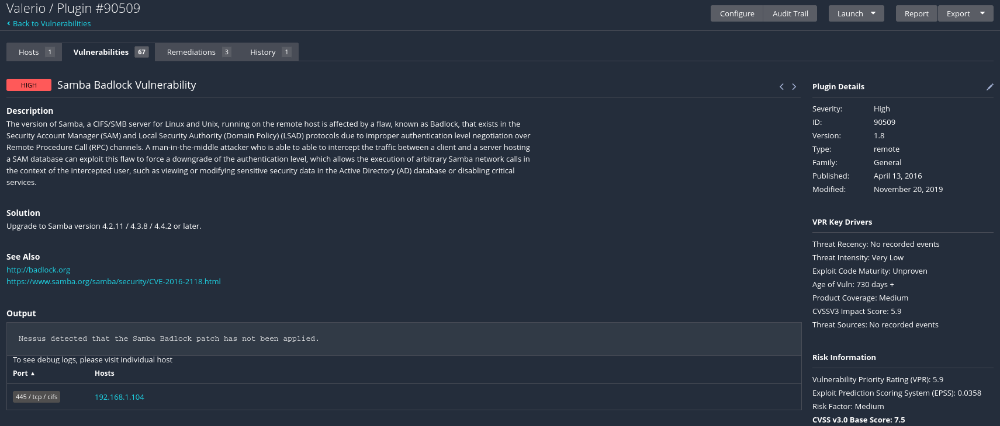 Valerio / Plugin #90509
Configure
Audit Trail
Launch
Report
Export
Back to Vulnerabilities
Hosts 1
Vulnerabilities 67
Remediations 3
History 1
HIGH
Samba Badlock Vulnerability
Description
The version of Samba, a CIFS/SMB server for Linux and Unix, running on the remote host is affected by a flaw, known as Badlock, that exists in the
Security Account Manager (SAM) and Local Security Authority (Domain Policy) (LSAD) protocols due to improper authentication level negotiation over
Remote Procedure Call (RPC) channels. A man-in-the-middle attacker who is able to able to intercept the traffic between a client and a server hosting
a SAM database can exploit this flaw to force a downgrade of the authentication level, which allows the execution of arbitrary Samba network calls in
the context of the intercepted user, such as viewing or modifying sensitive security data in the Active Directory (AD) database or disabling critical
services.
Solution
Upgrade to Samba version 4.2.11 / 4.3.8 / 4.4.2 or later.
See Also
http://badlock.org
https://www.samba.org/samba/security/CVE-2016-2118.html
Output
Nessus detected that the Samba Badlock patch has not been applied.
To see debug logs, please visit individual host
Port ▲ Hosts
445 / tcp / cifs 192.168.1.104
Plugin Details
Severity: High
ID: 90509
Version: 1.8
Type: remote
Family: General
Published: April 13, 2016
Modified: November 20, 2019
VPR Key Drivers
Threat Recency: No recorded events
Threat Intensity: Very Low
Exploit Code Maturity: Unproven
Age of Vuln: 730 days +
Product Coverage: Medium
CVSSV3 Impact Score: 5.9
Threat Sources: No recorded events
Risk Information
Vulnerability Priority Rating (VPR): 5.9
Exploit Prediction Scoring System (EPSS): 0.0358
Risk Factor: Medium
CVSS v3.0 Base Score: 7.5